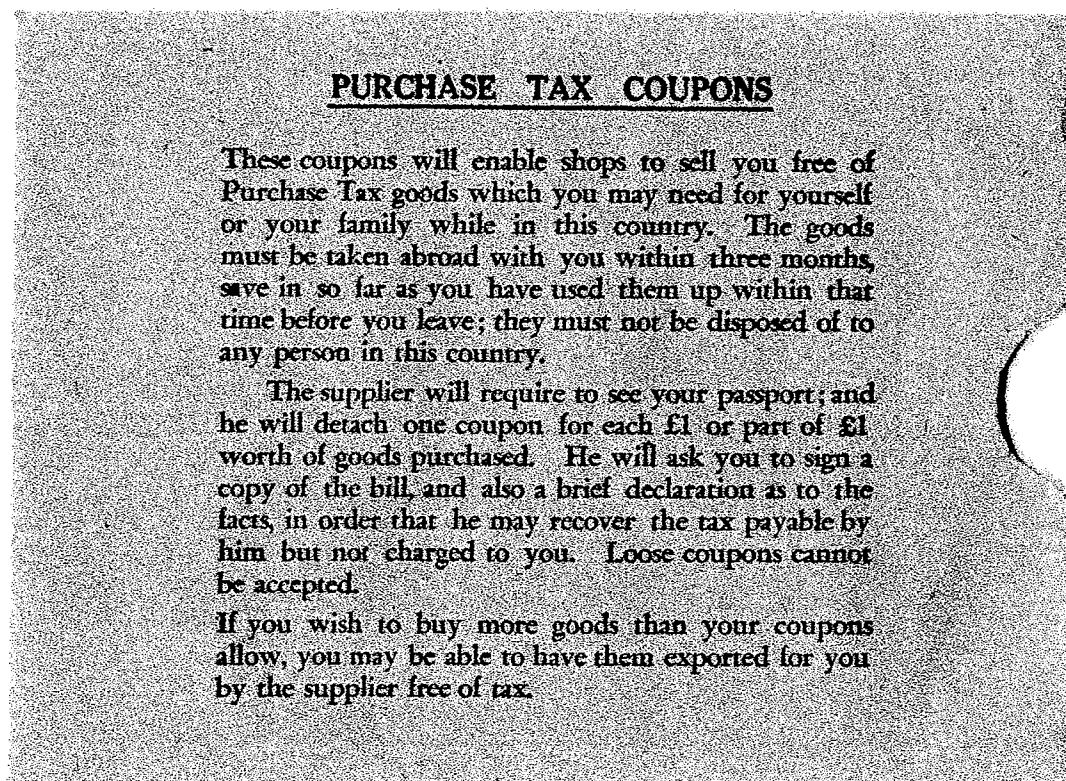 PURCHASE TAX COUPONS
These coupons will enable shops to sell you free of
Purchase Tax goods which you may need for yourself
or your family while in this country. The goods
must be taken abroad with you within three months,
save in so far as you have used them up within that
time before you leave; they must not be disposed of to
any person in this country.
The supplier will require to see your passport; and
he will detach one coupon for each £1 or part of £1
worth of goods purchased. He will ask you to sign a
copy of the bill, and also a brief declaration as to the
facts, in order that he may recover the tax payable by
him but not charged to you. Loose coupons cannot
be accepted.
If you wish to buy more goods than your coupons
allow, you may be able to have them exported for you
by the supplier free of tax.